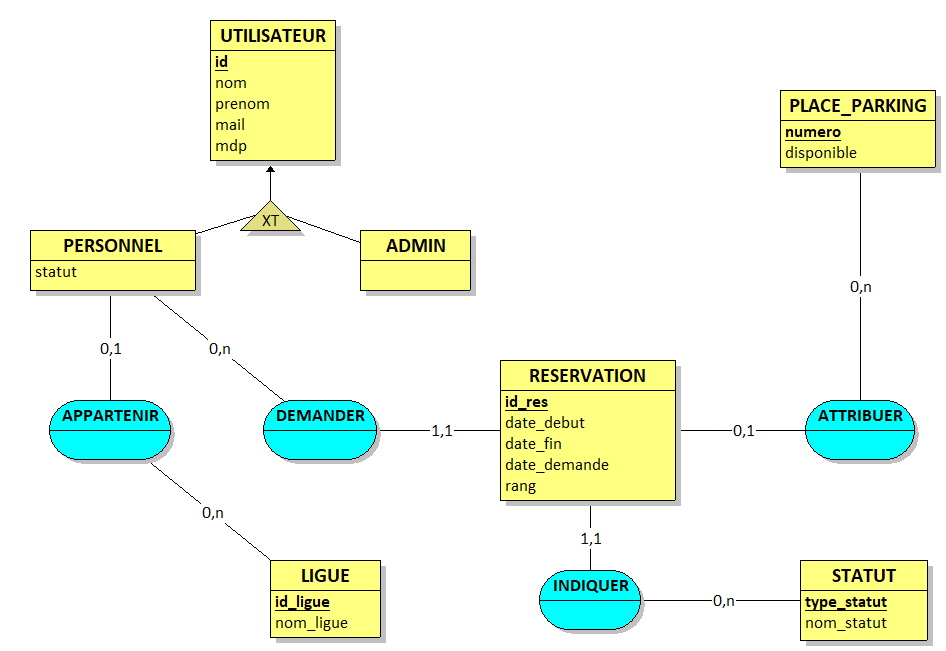 UTILISATEUR
id
nom
prenom
mail
mdp
PLACE_PARKING
numero
disponible
XT
PERSONNEL
statut
ADMIN
0,n
0,1
0,n
RESERVATION
id_res
date_debut
date_fin
date_demande
rang
APPARTENIR
DEMANDER
1,1
0,1
ATTRIBUER
0,n
1,1
LIGUE
id_ligue
nom_ligue
INDIQUER
0,n
STATUT
type_statut
nom_statut